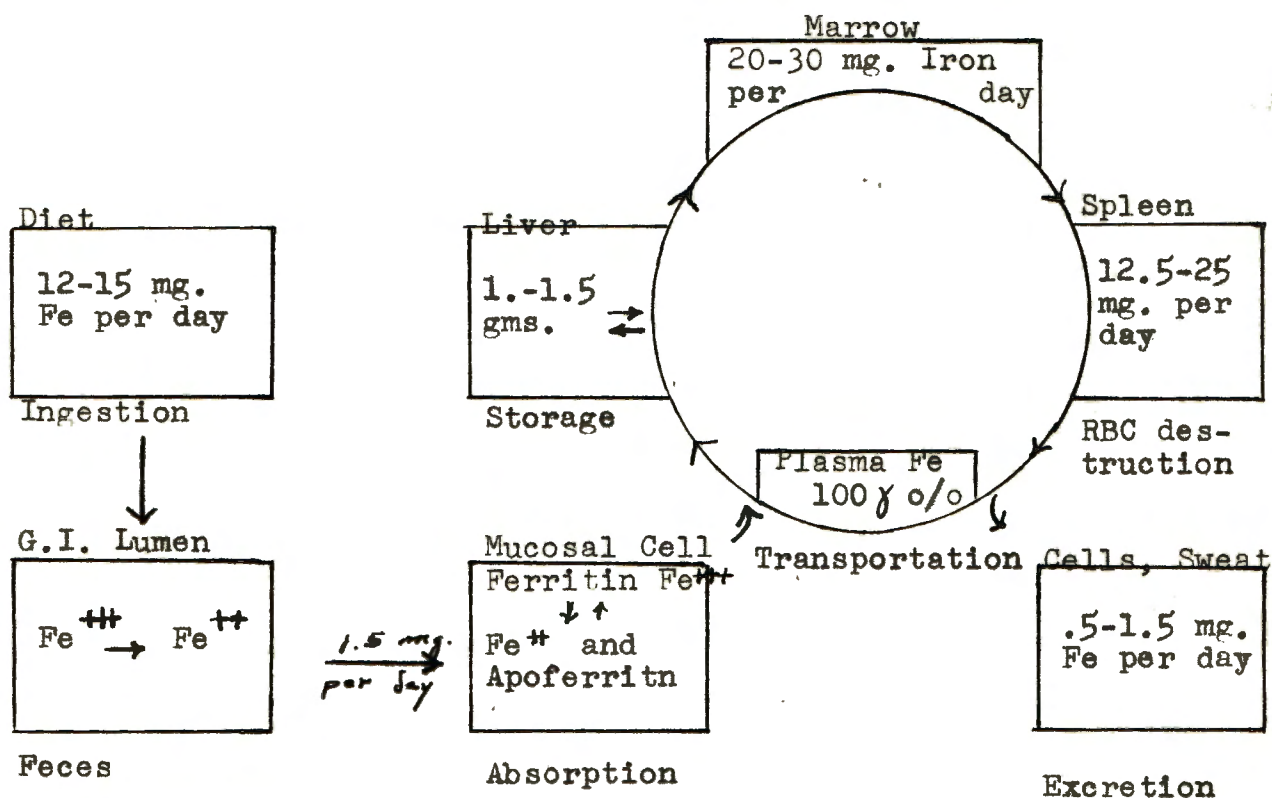 Marrow
20-30 mg. Iron
per day
Diet
12-15 mg.
Fe per day
Ingestion
Liver
1.-1.5
gms.
Storage
Spleen
12.5-25
mg. per
day
RBC des-
truction
Plasma Fe
100 γ o/o
Transportation
G.I. Lumen
Fe +++ → Fe ++
Feces
1.5 mg.
per day
Mucosal Cell
Ferritin Fe+++
↓ ↑
Fe++ and
Apoferritn
Absorption
Cells, Sweat
.5-1.5 mg.
Fe per day
Excretion